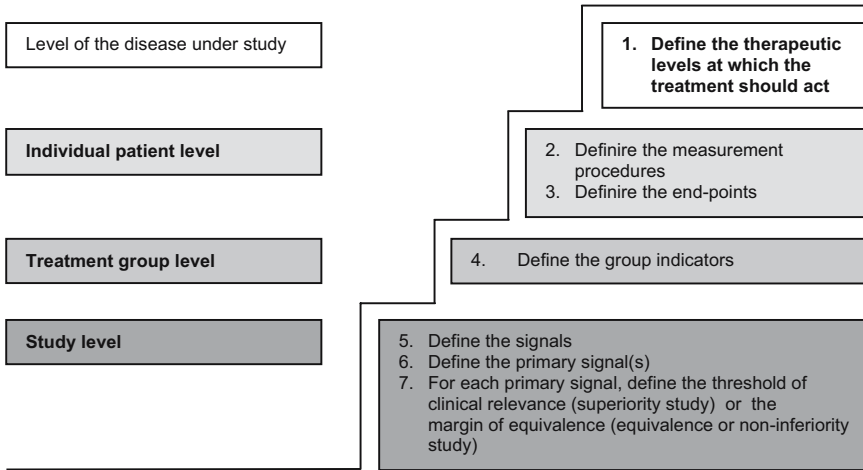 Level of the disease under study
1. Define the therapeutic
levels at which the
treatment should act
Individual patient level
2. Definire the measurement
procedures
3. Definire the end-points
Treatment group level
4. Define the group indicators
Study level
5. Define the signals
6. Define the primary signal(s)
7. For each primary signal, define the threshold of
clinical relevance (superiority study) or the
margin of equivalence (equivalence or non-inferiority
study)